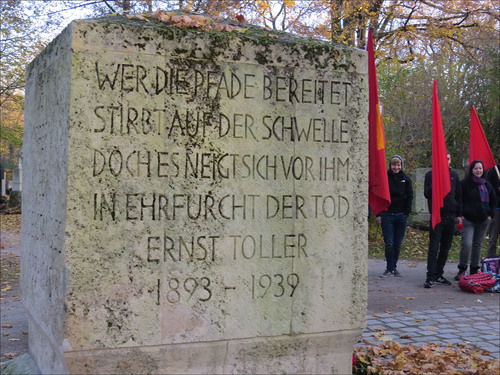 WER DIE PFADE BEREITET
STIRBT AUF DER SCHWELLE
DOCH ES NEIGT SICH VOR IHM
IN EHRFURCHT DER TOD
ERNST TOLLER
1893 - 1939